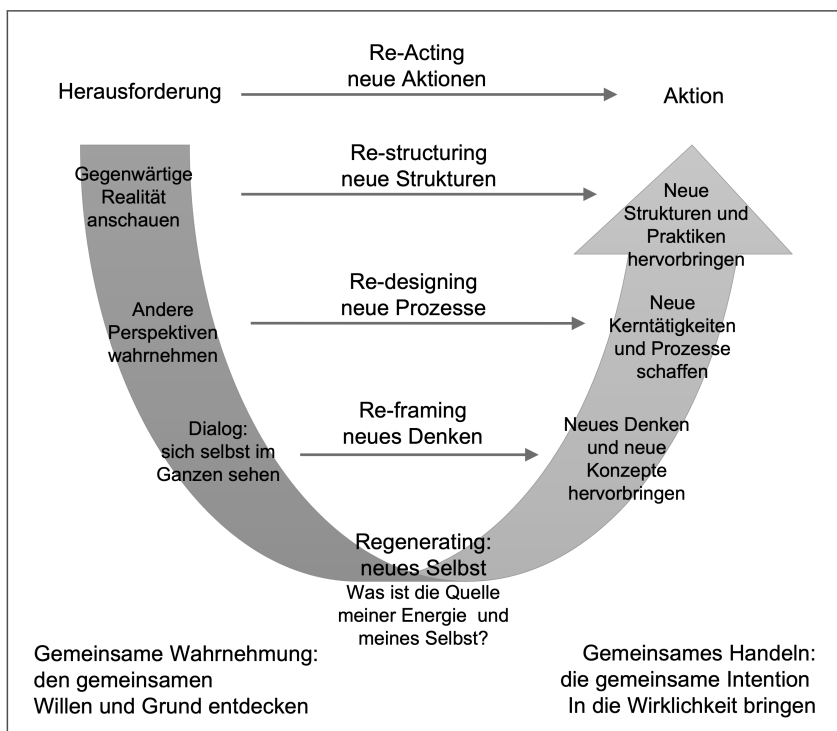 Re-Acting
neue Aktionen
Herausforderung
Aktion
Re-structuring
neue Strukturen
Gegenwärtige
Realität
anschauen
Neue
Strukturen und
Praktiken
hervorbringen
Re-designing
neue Prozesse
Andere
Perspektiven
wahrnehmen
Neue
Kerntätigkeiten
und Prozesse
schaffen
Re-framing
neues Denken
Dialog:
sich selbst im
Ganzen sehen
Neues Denken
und neue
Konzepte
hervorbringen
Regenerating:
neues Selbst
Was ist die Quelle
meiner Energie und
meines Selbst?
Gemeinsame Wahrnehmung:
den gemeinsamen
Willen und Grund entdecken
Gemeinsames Handeln:
die gemeinsame Intention
In die Wirklichkeit bringen